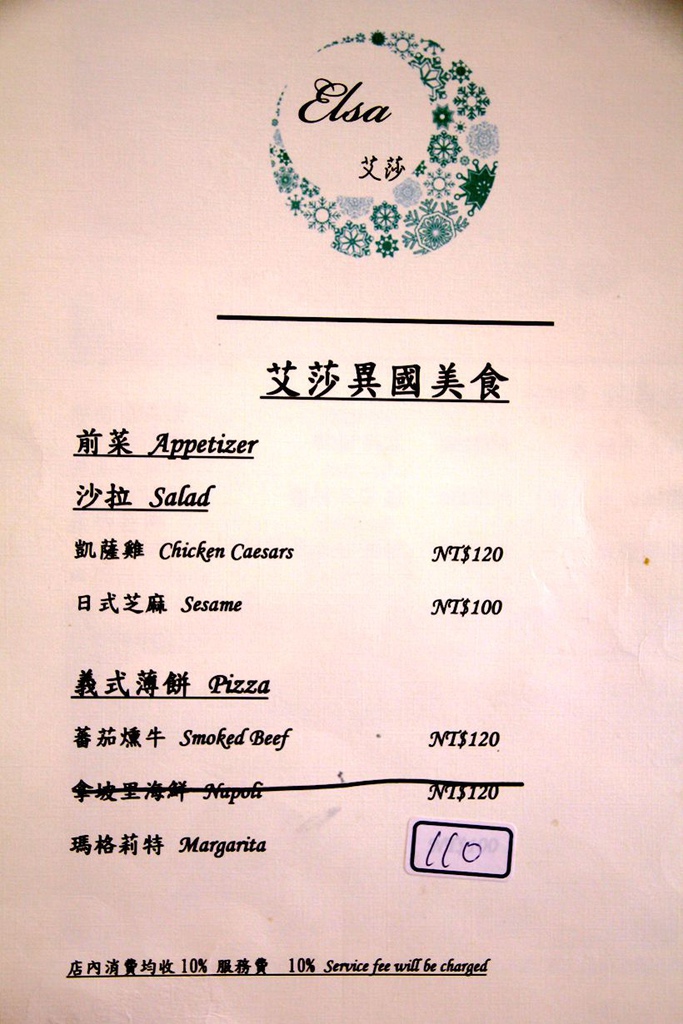 Elsa
艾莎
艾莎異國美食
前菜 Appetizer
沙拉 Salad
凱薩雞 Chicken Caesars NT$120
日式芝麻 Sesame NT$100
義式薄餅 Pizza
蕃茄燻牛 Smoked Beef NT$120
拿坡里海鮮 Napoli NT$120
瑪格莉特 Margarita 110
店內消費均收 10% 服務費 10% Service fee will be charged